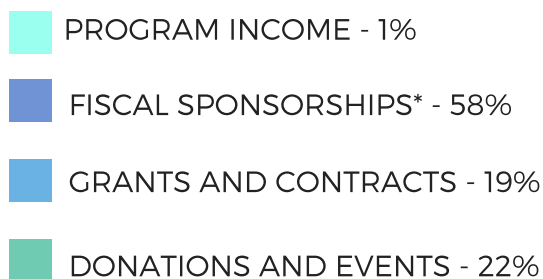 PROGRAM INCOME - 1%
FISCAL SPONSORSHIPS* - 58%
GRANTS AND CONTRACTS - 19%
DONATIONS AND EVENTS - 22%